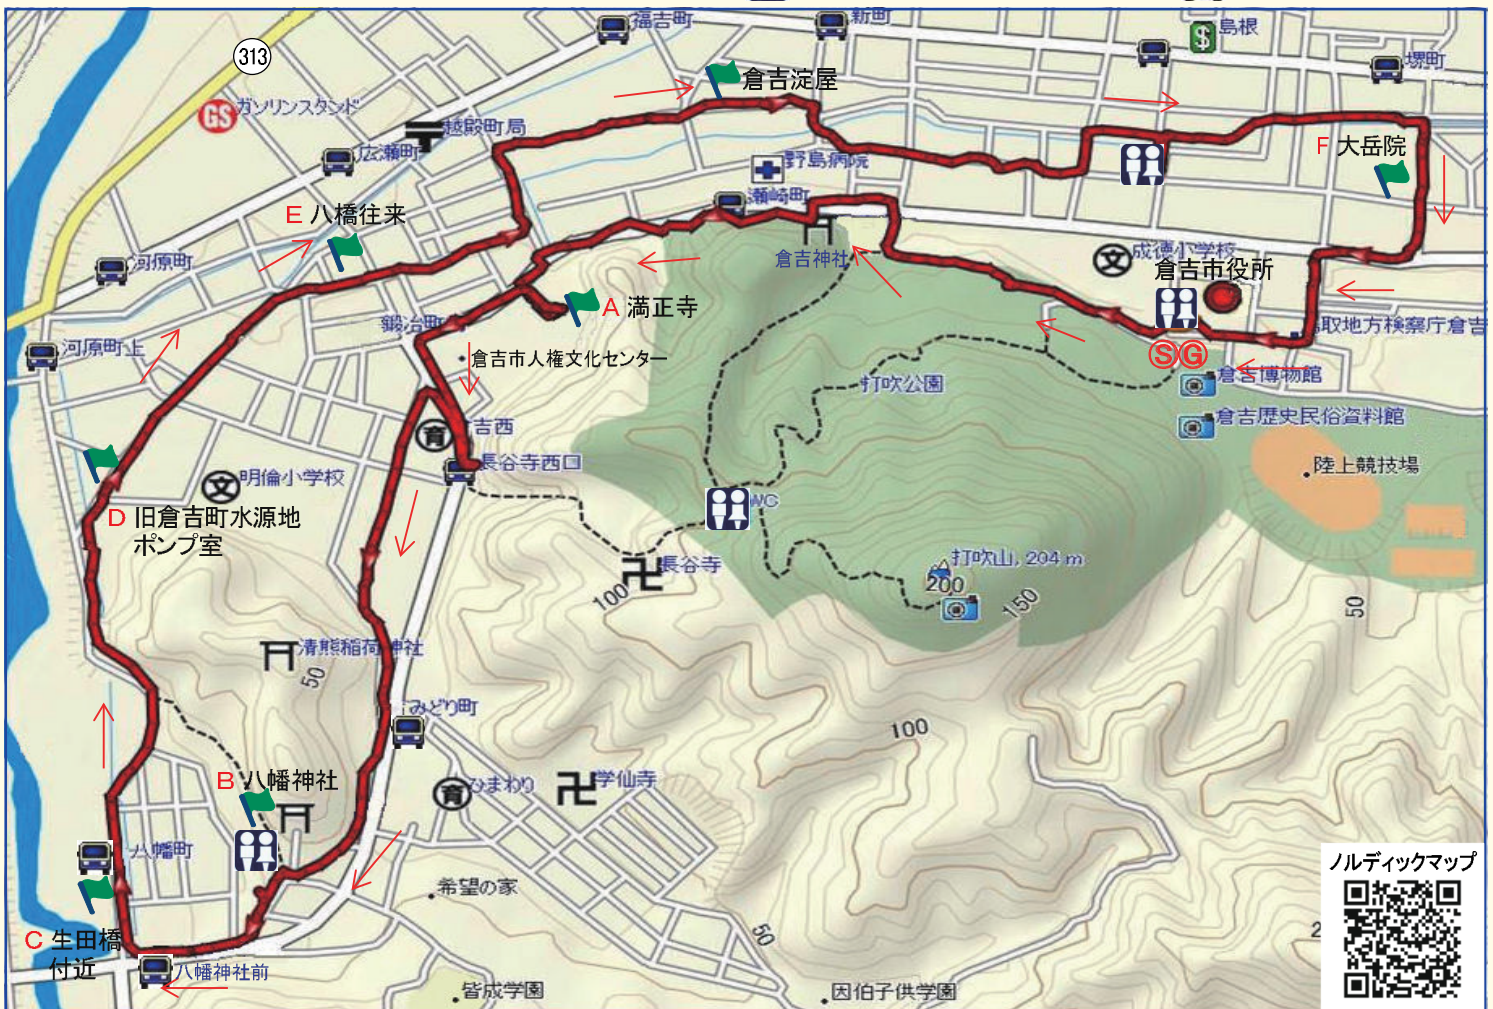 福吉町
新町
島根
堺町
313
GS ガソリンスタンド
倉吉淀屋
越殿町局
広瀬町
野島病院
F 大岳院
瀬崎町
E 八橋往来
倉吉神社
文 成徳小学校
倉吉市役所
河原町
A 満正寺
鍛冶町
取地方検察庁倉吉
河原町上
倉吉市人権文化センター
SG
倉吉博物館
打吹公園
倉吉歴史民俗資料館
育 吉西
長谷寺西口
陸上競技場
文 明倫小学校
WC
D 旧倉吉町水源地
ポンプ室
打吹山, 204 m
長谷寺
200
100
150
50
清熊稲荷神社
50
みどり町
100
B 八幡神社
育 ひまわり
学仙寺
八幡町
ノルディックマップ
希望の家
C 生田橋
付近
50
2
八幡神社前
皆成学園
因伯子供学園